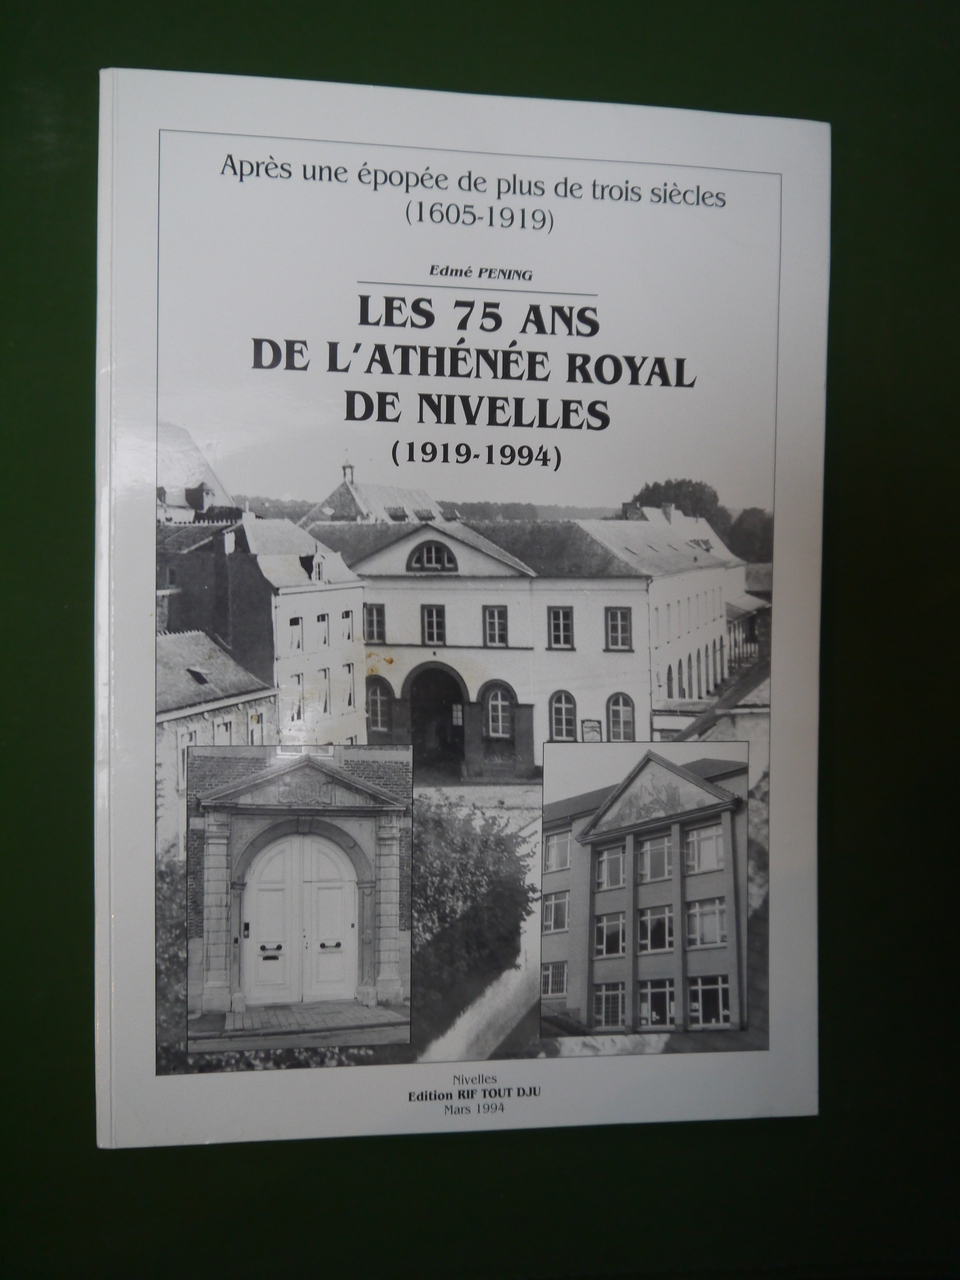 Après une épopée de plus de trois siècles
(1605-1919)
Edmé PENING
LES 75 ANS
DE L'ATHÉNÉE ROYAL
DE NIVELLES
(1919-1994)
Nivelles
Edition RIF TOUT DJU
Mars 1994